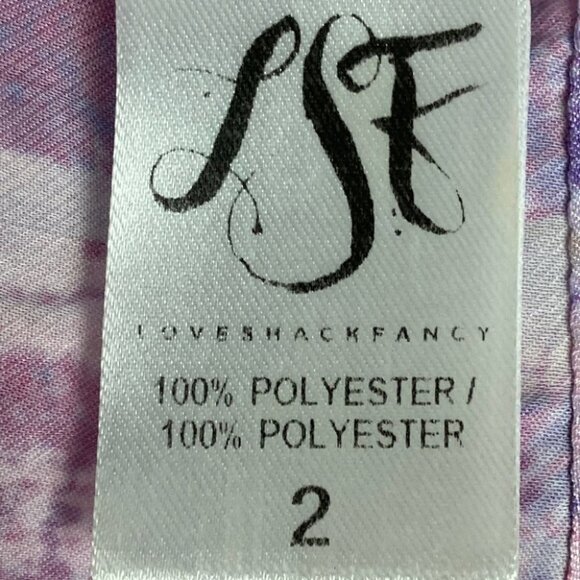 LSF
LOVESHACKFANCY
100% POLYESTER /
100% POLYESTER
2